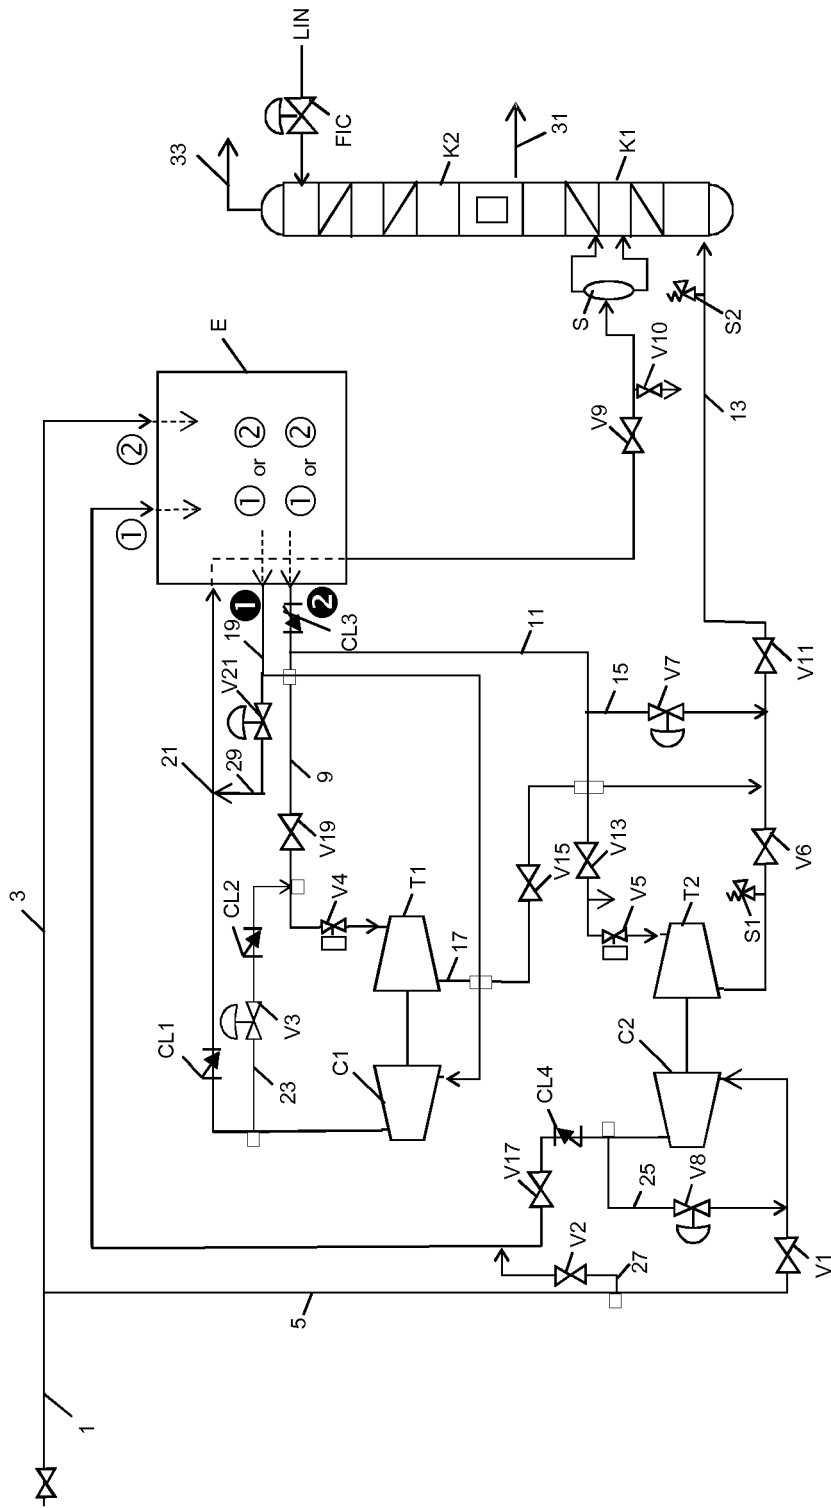 LIN
FIC
33
K2
31
K1
S
S2
13
V10
V9
E
②
①
① or ②
① or ②
❶
❷
CL3
19
V21
21
29
9
11
15
V7
V11
3
CL2
V19
V4
T1
V15
V13
V5
T2
V6
S1
17
CL1
V3
23
C1
C2
CL4
V17
25
V8
V2
27
V1
5
1